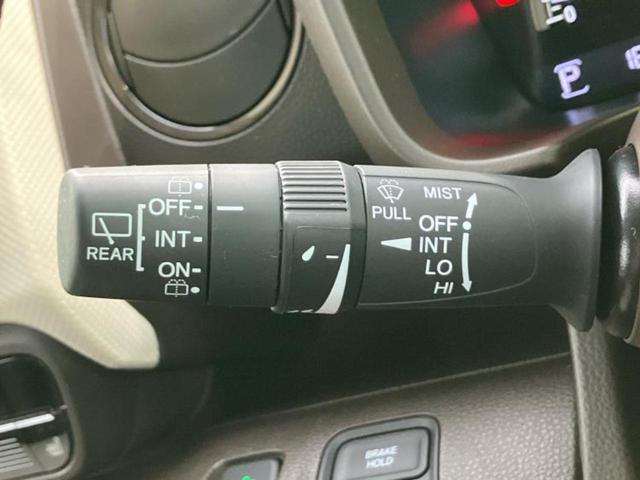 OFF
INT
ON
REAR
PULL
MIST
OFF
INT
LO
HI
P
BRAKE
HOLD